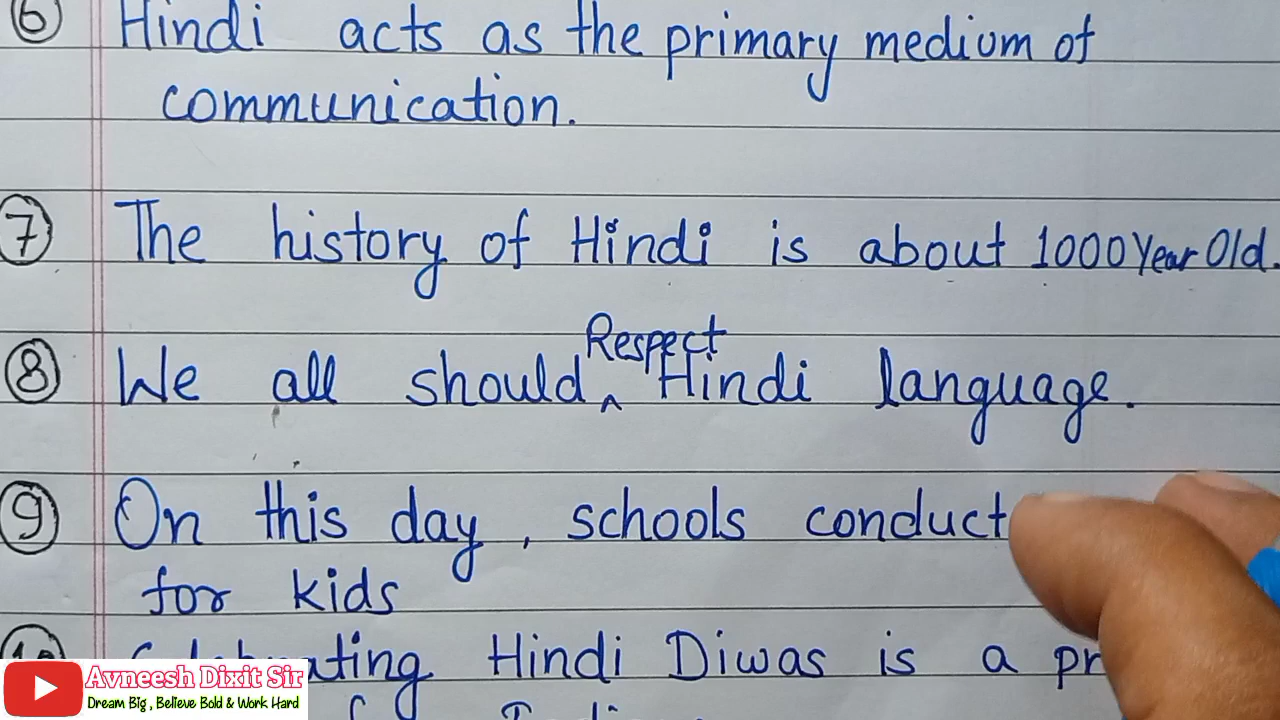 6 Hindi acts as the primary medium of
communication.
7 The history of Hindi is about 1000 Year Old.
8 We all should ^ Respect Hindi language.
9 On this day, schools conduct
for kids
Hindi Diwas is a
Avneesh Dixit Sir
Dream Big, Believe Bold & Work Hard